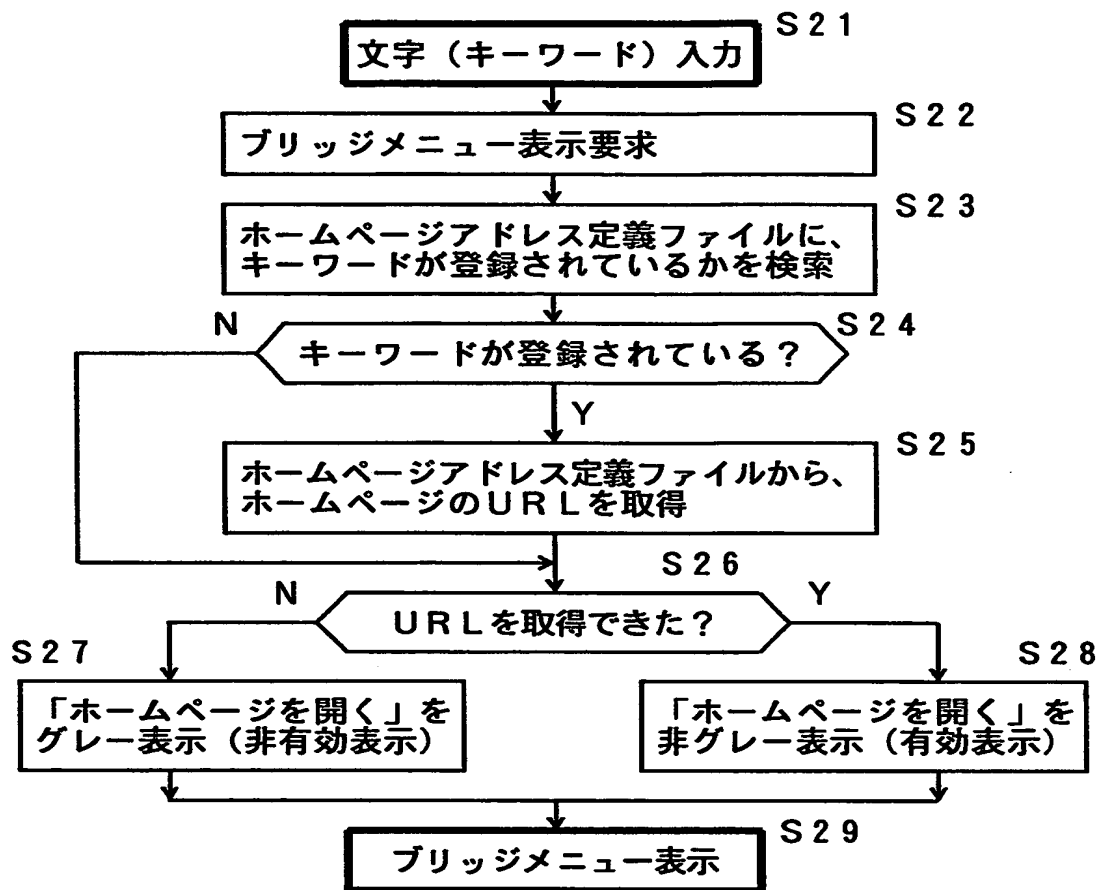 S21
文字（キーワード）入力
S22
ブリッジメニュー表示要求
S23
ホームページアドレス定義ファイルに、
キーワードが登録されているかを検索
N
S24
キーワードが登録されている？
Y
S25
ホームページアドレス定義ファイルから、
ホームページのURLを取得
S26
N
Y
URLを取得できた？
S27
S28
「ホームページを開く」を
グレー表示（非有効表示）
「ホームページを開く」を
非グレー表示（有効表示）
S29
ブリッジメニュー表示